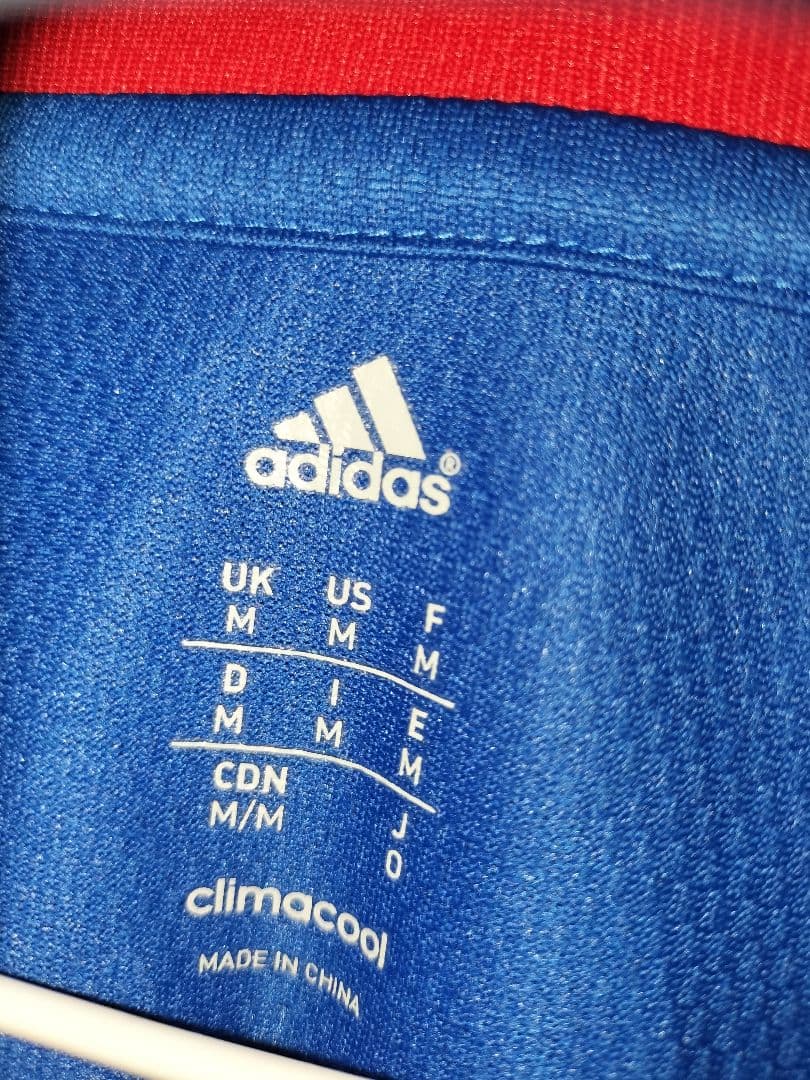 adidas®
UK US F
M M M
D I E
M M M
CDN J
M/M O
climacool
MADE IN CHINA